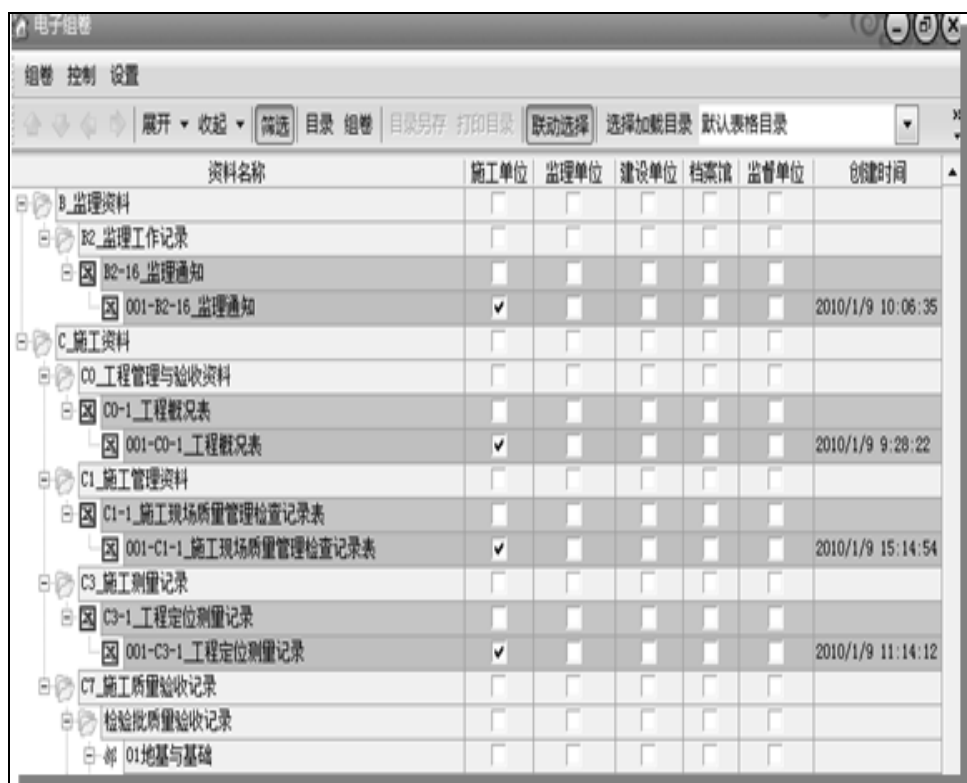 电子组卷
组卷 控制 设置
展开 收起 筛选 目录 组卷 目录另存 打印目录 联动选择 选择加载目录 默认表格目录
资料名称 施工单位 监理单位 建设单位 档案馆 监督单位 创建时间
B_监理资料
B2_监理工作记录
B2-16_监理通知
001-B2-16_监理通知 2010/1/9 10:06:35
C_施工资料
C0_工程管理与验收资料
C0-1_工程概况表
001-C0-1_工程概况表 2010/1/9 9:28:22
C1_施工管理资料
C1-1_施工现场质量管理检查记录表
001-C1-1_施工现场质量管理检查记录表 2010/1/9 15:14:54
C3_施工测量记录
C3-1_工程定位测量记录
001-C3-1_工程定位测量记录 2010/1/9 11:14:12
C7_施工质量验收记录
检验批质量验收记录
部 01地基与基础